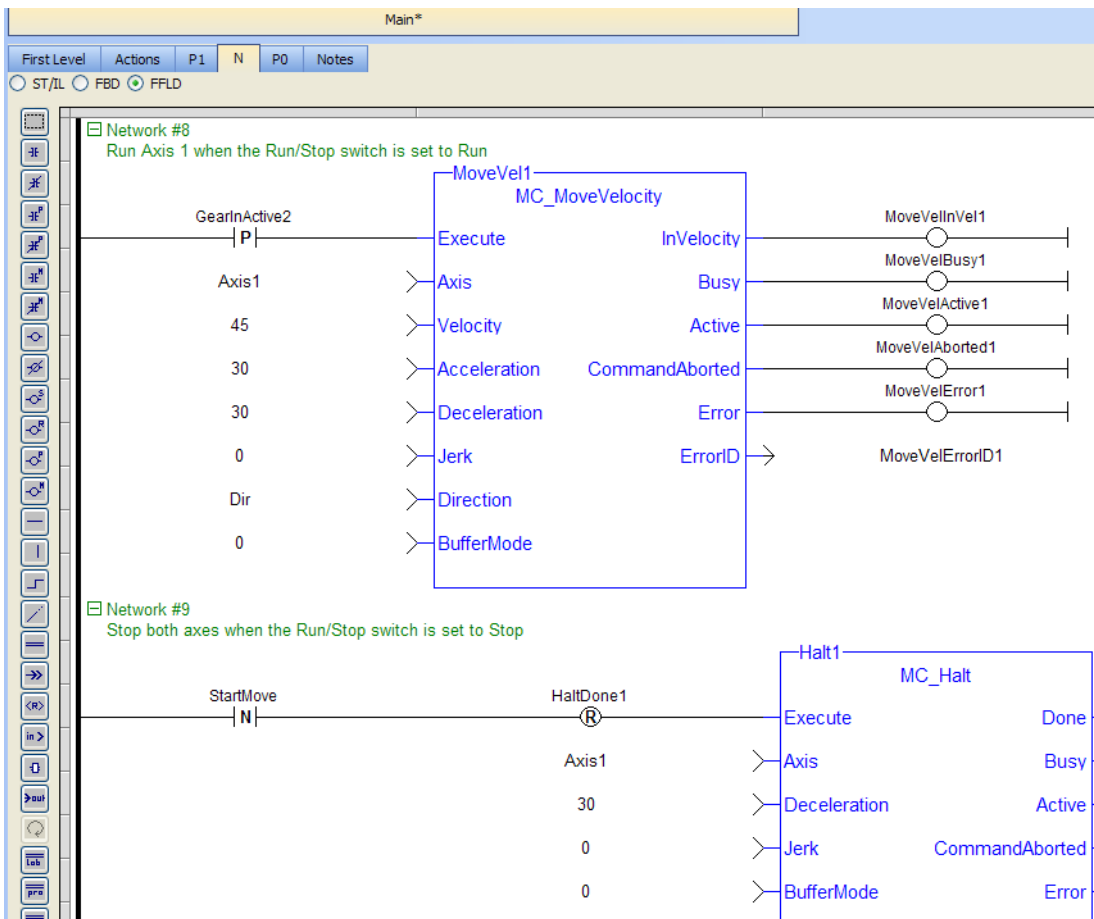 Main*
First Level Actions P1 N P0 Notes
ST/IL FBD FFLD
Network #8
Run Axis 1 when the Run/Stop switch is set to Run
MoveVel1
MC_MoveVelocity
GearInActive2
P
Execute InVelocity
MoveVelInVel1
Axis1
Axis Busy
MoveVelBusy1
45
Velocity Active
MoveVelActive1
30
Acceleration CommandAborted
MoveVelAborted1
30
Deceleration Error
MoveVelError1
0
Jerk ErrorID
MoveVelErrorID1
Dir
Direction
0
BufferMode
Network #9
Stop both axes when the Run/Stop switch is set to Stop
Halt1
MC_Halt
StartMove
N
HaltDone1
R
Execute Done
Axis1
Axis Busy
30
Deceleration Active
0
Jerk CommandAborted
0
BufferMode Error
P
P
N
N
S
R
P
N
<R>
in >
>out
Lab
pro